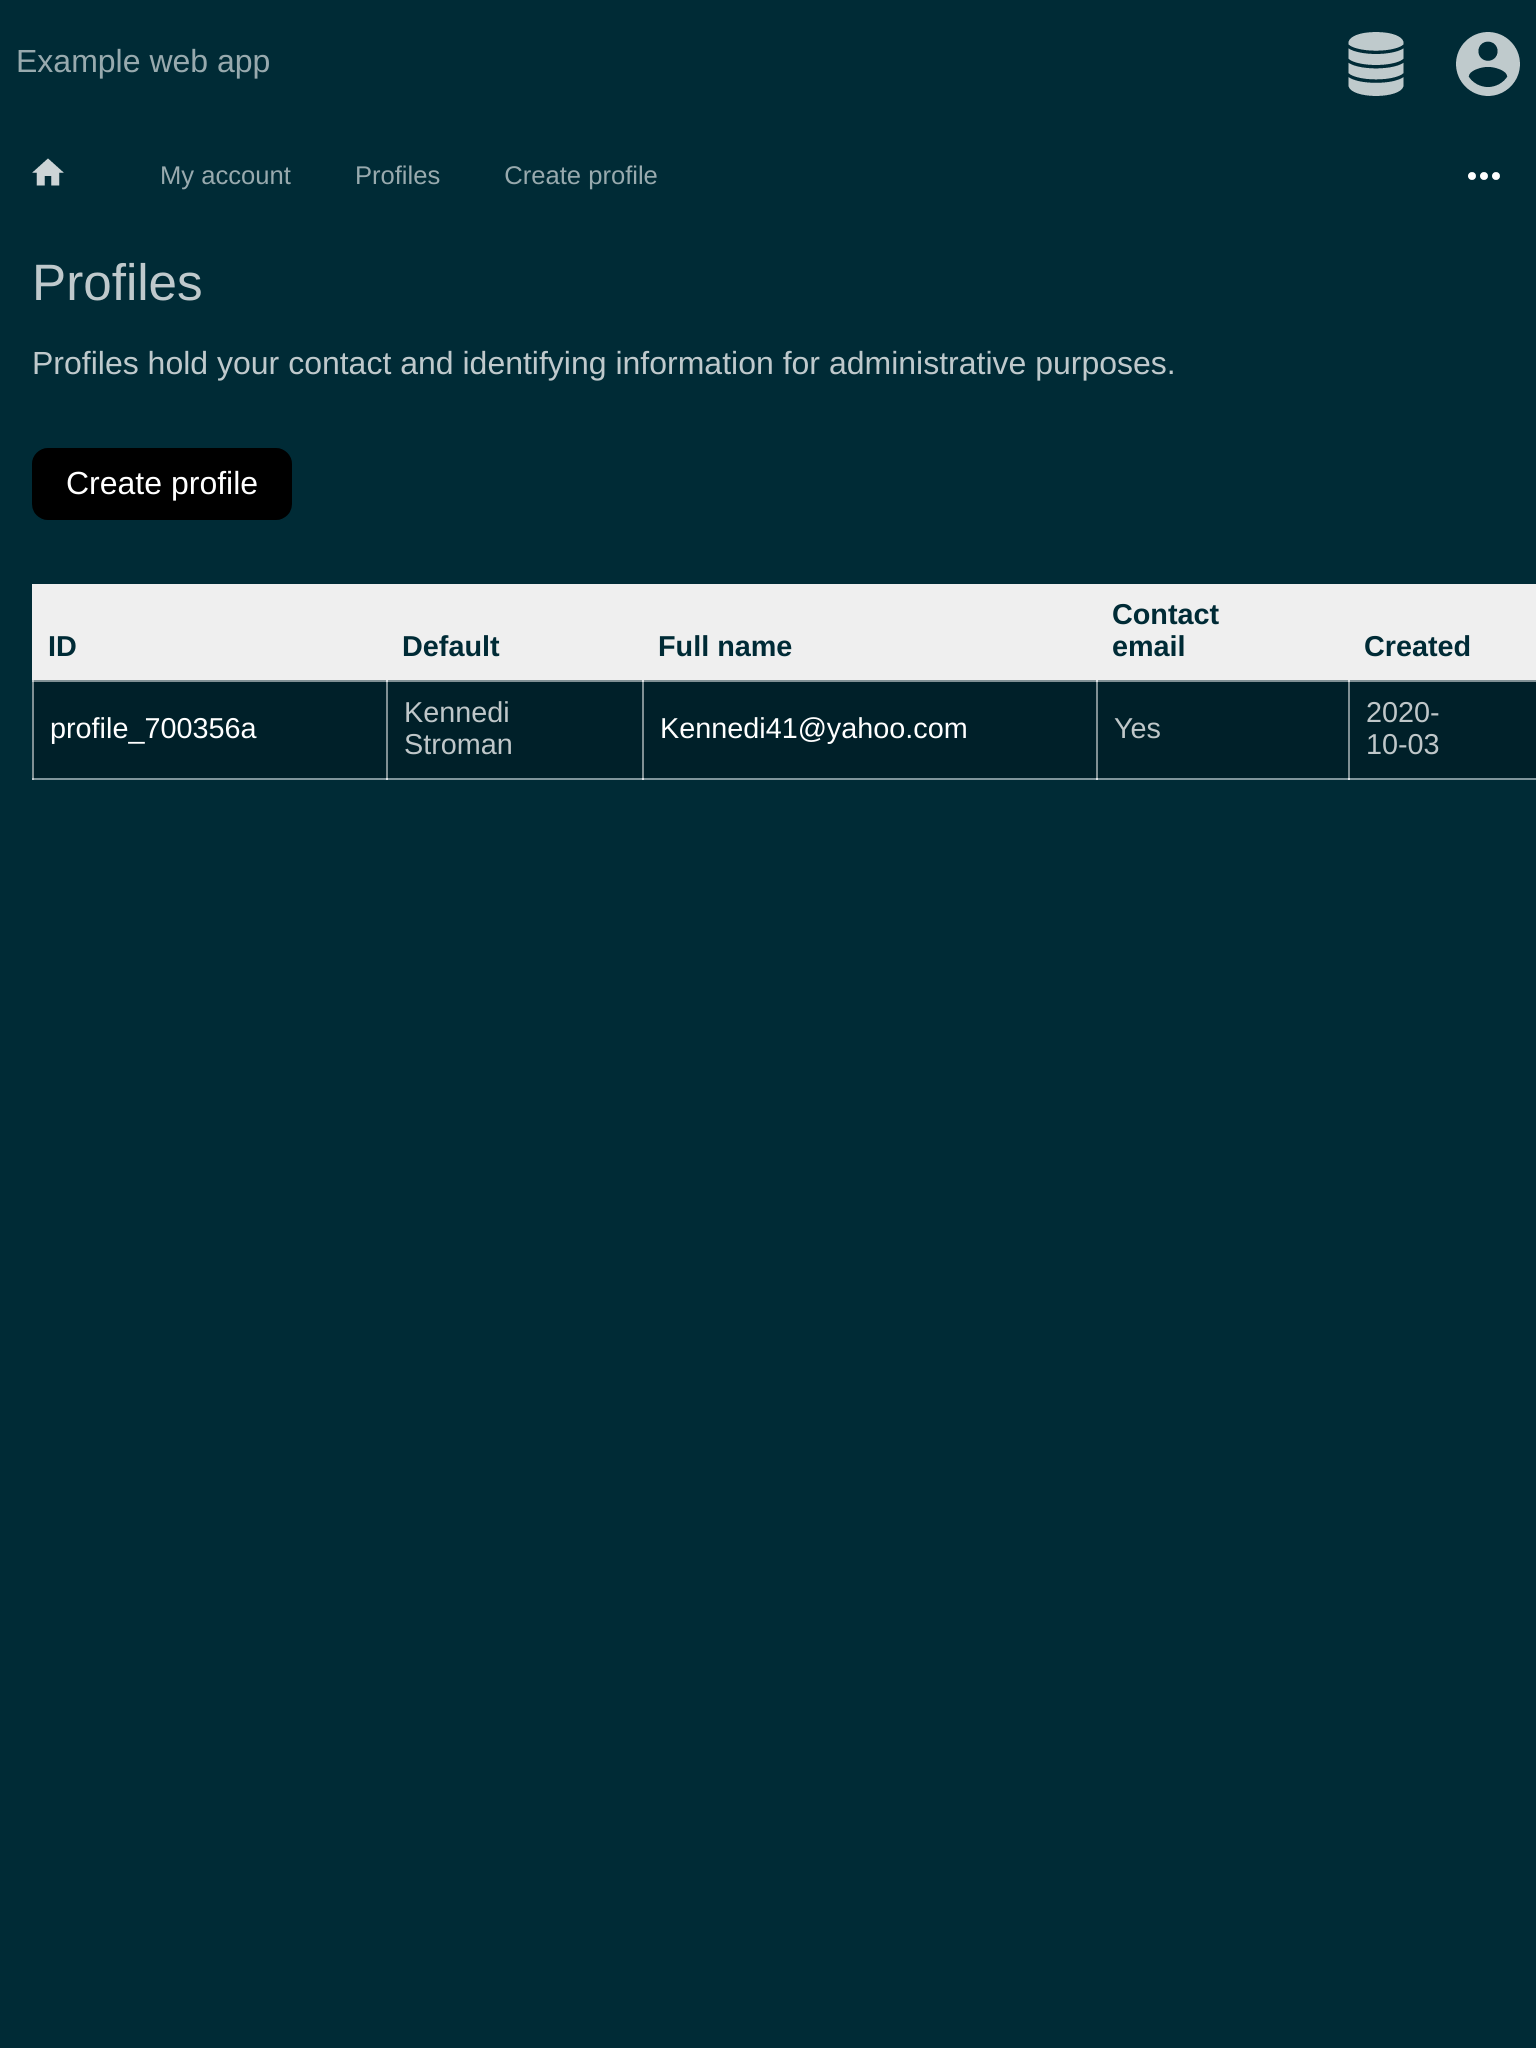 Example web app
My account Profiles Create profile
Profiles
Profiles hold your contact and identifying information for administrative purposes.
Create profile
ID Default Full name Contact email Created
profile_700356a Kennedi Stroman Kennedi41@yahoo.com Yes 2020-10-03